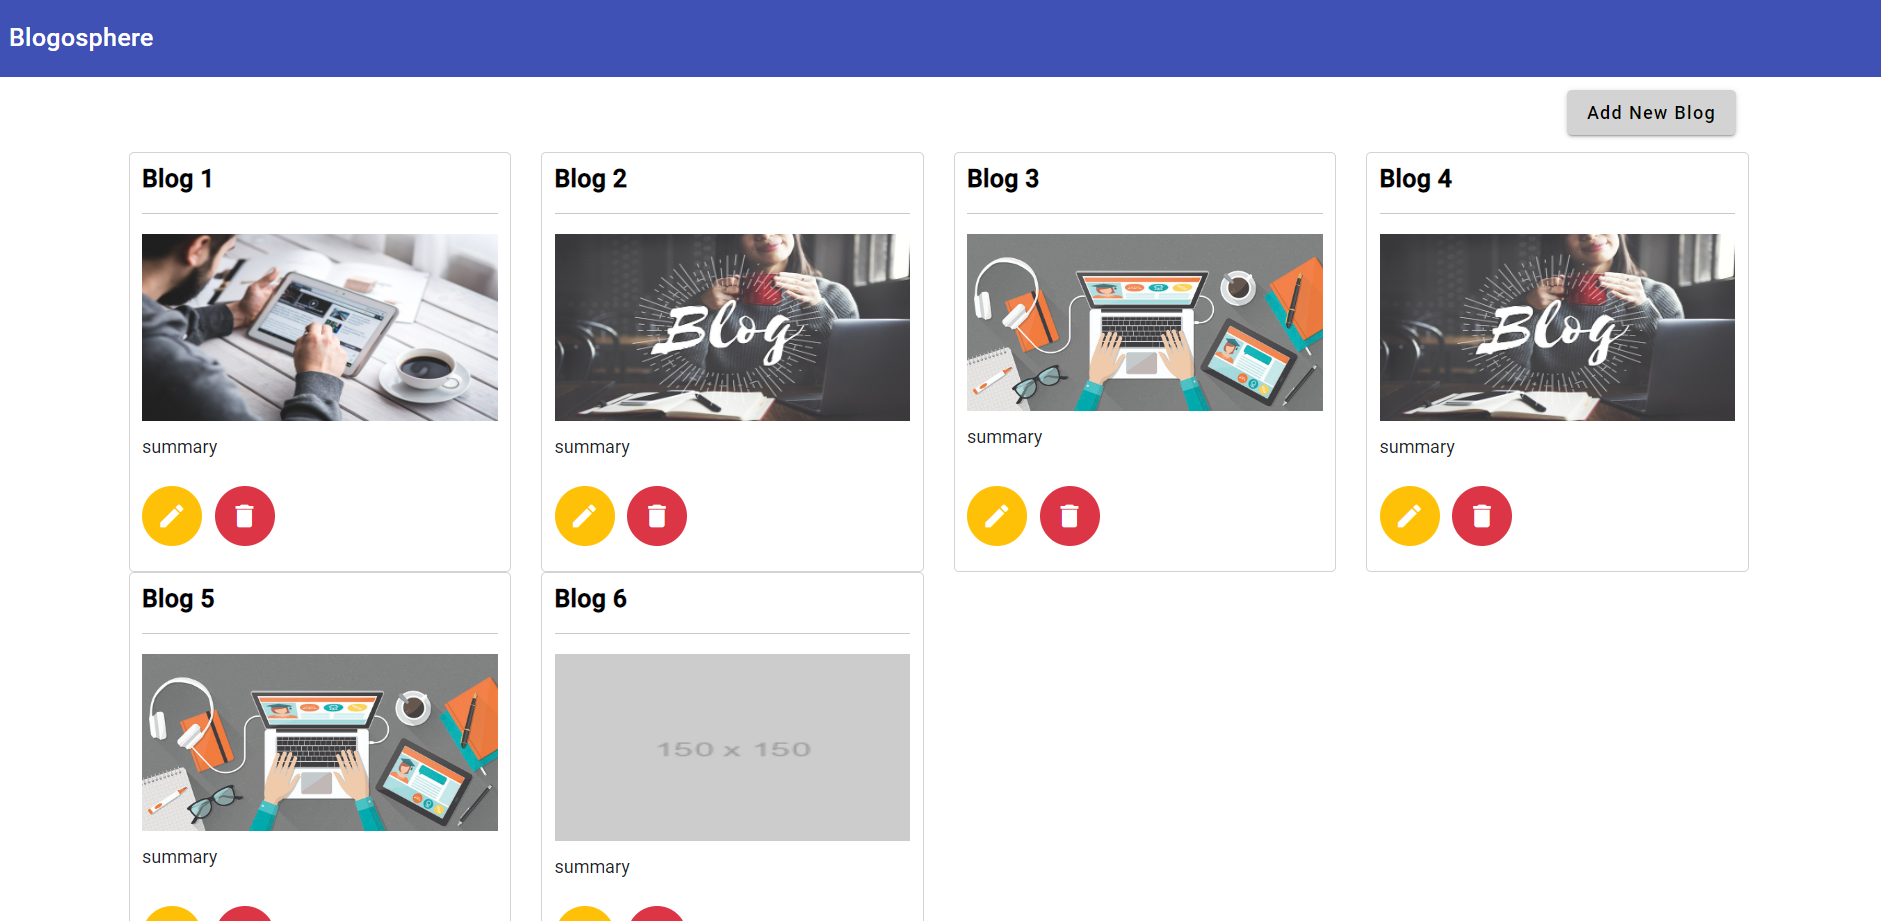 Blogosphere
Add New Blog
Blog 1
Blog 2
Blog 3
Blog 4
Blog
Blog
summary
summary
summary
summary
Blog 5
Blog 6
150 x 150
summary
summary